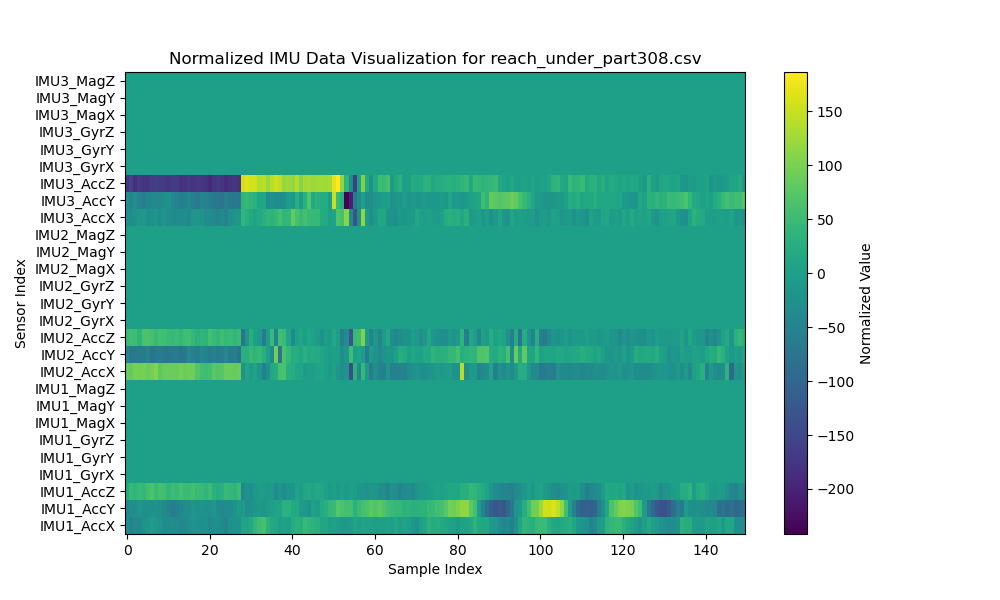 Normalized IMU Data Visualization for reach_under_part308.csv
IMU3_MagZ
IMU3_MagY
IMU3_MagX
IMU3_GyrZ
IMU3_GyrY
IMU3_GyrX
IMU3_AccZ
IMU3_AccY
IMU3_AccX
IMU2_MagZ
IMU2_MagY
IMU2_MagX
IMU2_GyrZ
IMU2_GyrY
IMU2_GyrX
IMU2_AccZ
IMU2_AccY
IMU2_AccX
IMU1_MagZ
IMU1_MagY
IMU1_MagX
IMU1_GyrZ
IMU1_GyrY
IMU1_GyrX
IMU1_AccZ
IMU1_AccY
IMU1_AccX
Sensor Index
0 20 40 60 80 100 120 140
Sample Index
150
100
50
0
−50
−100
−150
−200
Normalized Value